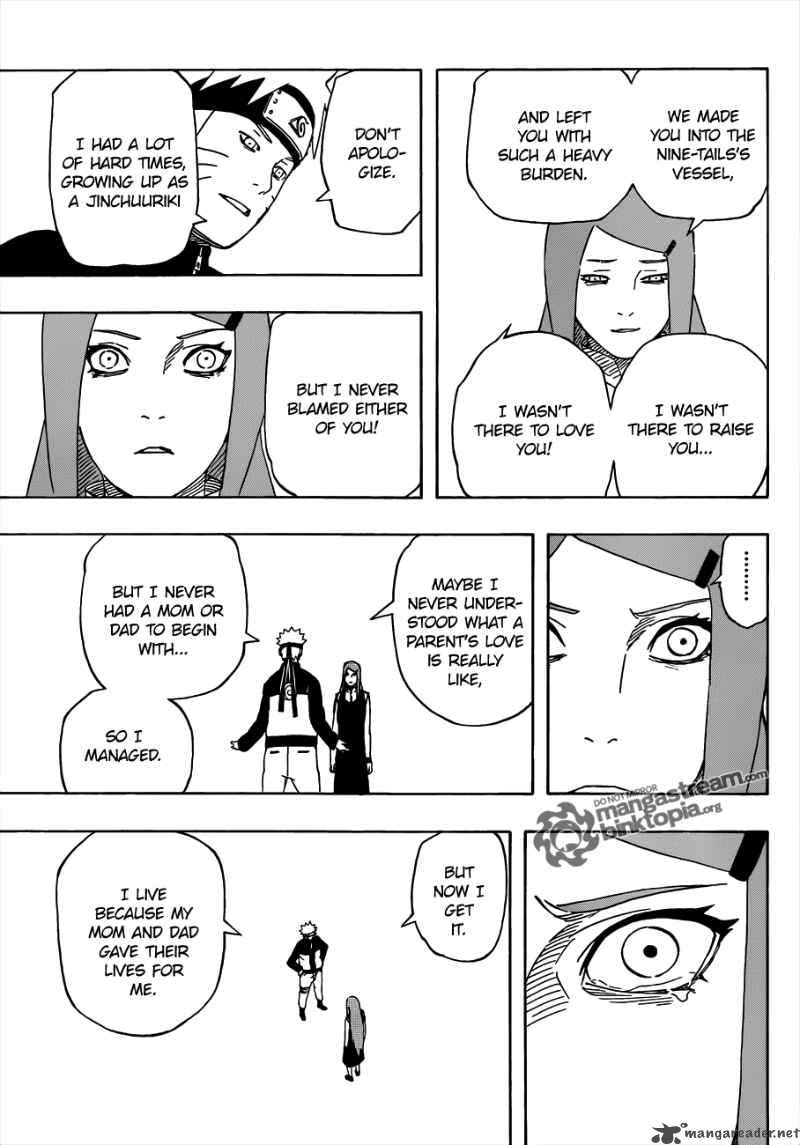 WE MADE
YOU INTO THE
NINE-TAILS'S
VESSEL,
AND LEFT
YOU WITH
SUCH A HEAVY
BURDEN.
I WASN'T
THERE TO RAISE
YOU...
I WASN'T
THERE TO LOVE
YOU!
DON'T
APOLO-
GIZE.
I HAD A LOT
OF HARD TIMES,
GROWING UP AS
A JINCHUURIKI
BUT I NEVER
BLAMED EITHER
OF YOU!
.........
MAYBE I
NEVER UNDER-
STOOD WHAT A
PARENT'S LOVE
IS REALLY
LIKE,
BUT I NEVER
HAD A MOM OR
DAD TO BEGIN
WITH...
SO I
MANAGED.
DO NOT MIRROR
mangastream.com
binktopia.org
BUT
NOW I
GET
IT.
I LIVE
BECAUSE MY
MOM AND DAD
GAVE THEIR
LIVES FOR
ME.
mangareader.net